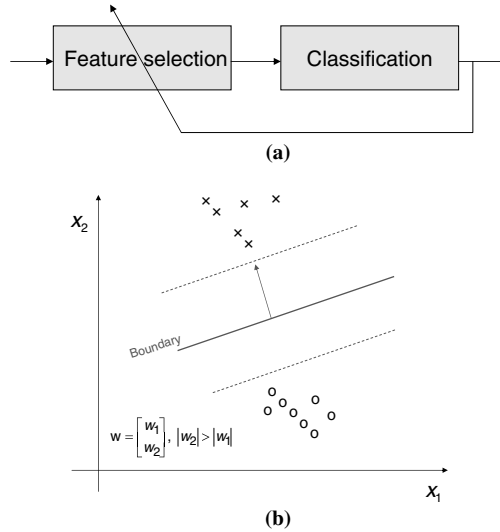 Feature selection
Classification
(a)
X₂
Boundary
w = [w₁ w₂], |w₂| > |w₁|
X₁
(b)